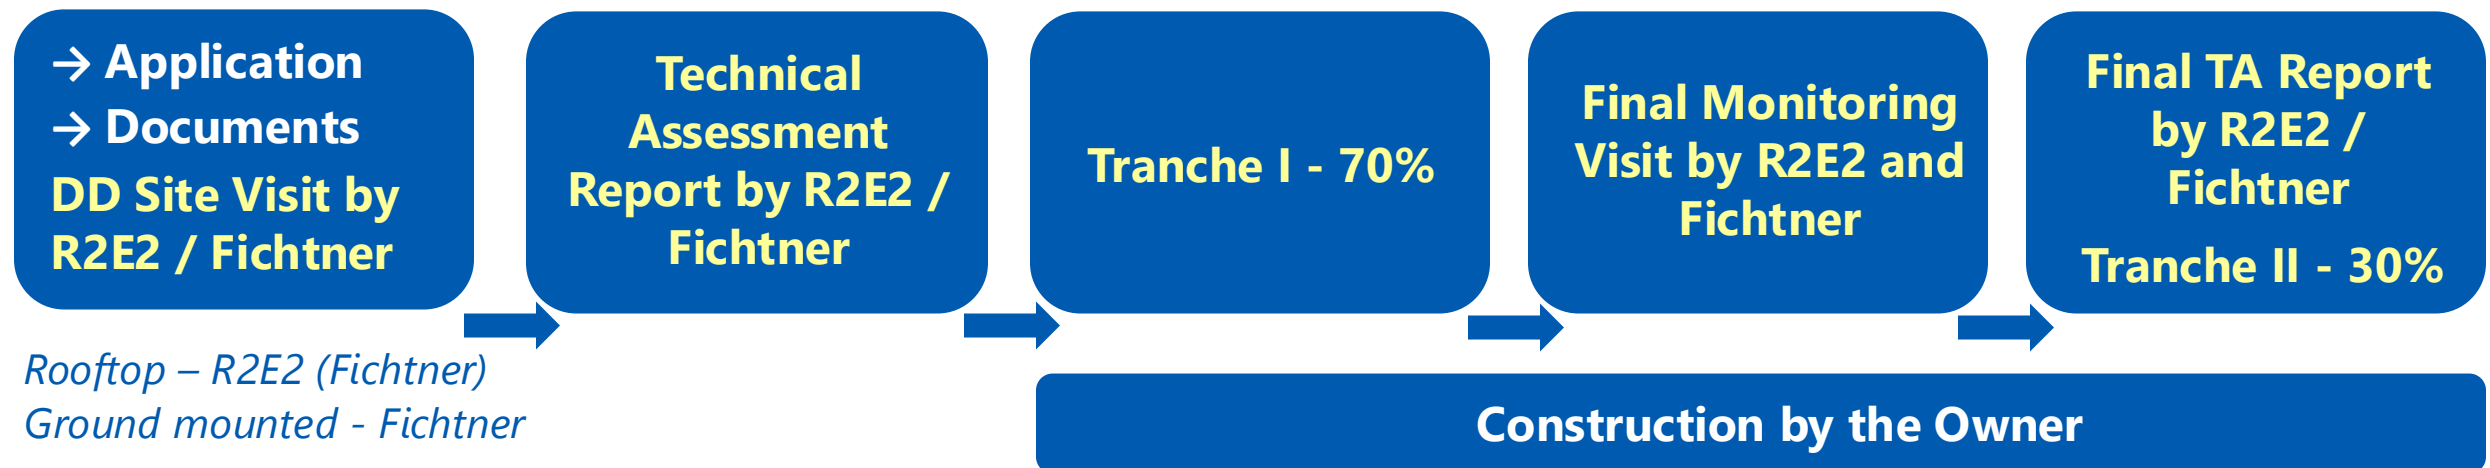 → Application
→ Documents
DD Site Visit by
R2E2 / Fichtner
Technical
Assessment
Report by R2E2 /
Fichtner
Tranche I - 70%
Final Monitoring
Visit by R2E2 and
Fichtner
Final TA Report
by R2E2 /
Fichtner
Tranche II - 30%
Rooftop – R2E2 (Fichtner)
Ground mounted - Fichtner
Construction by the Owner